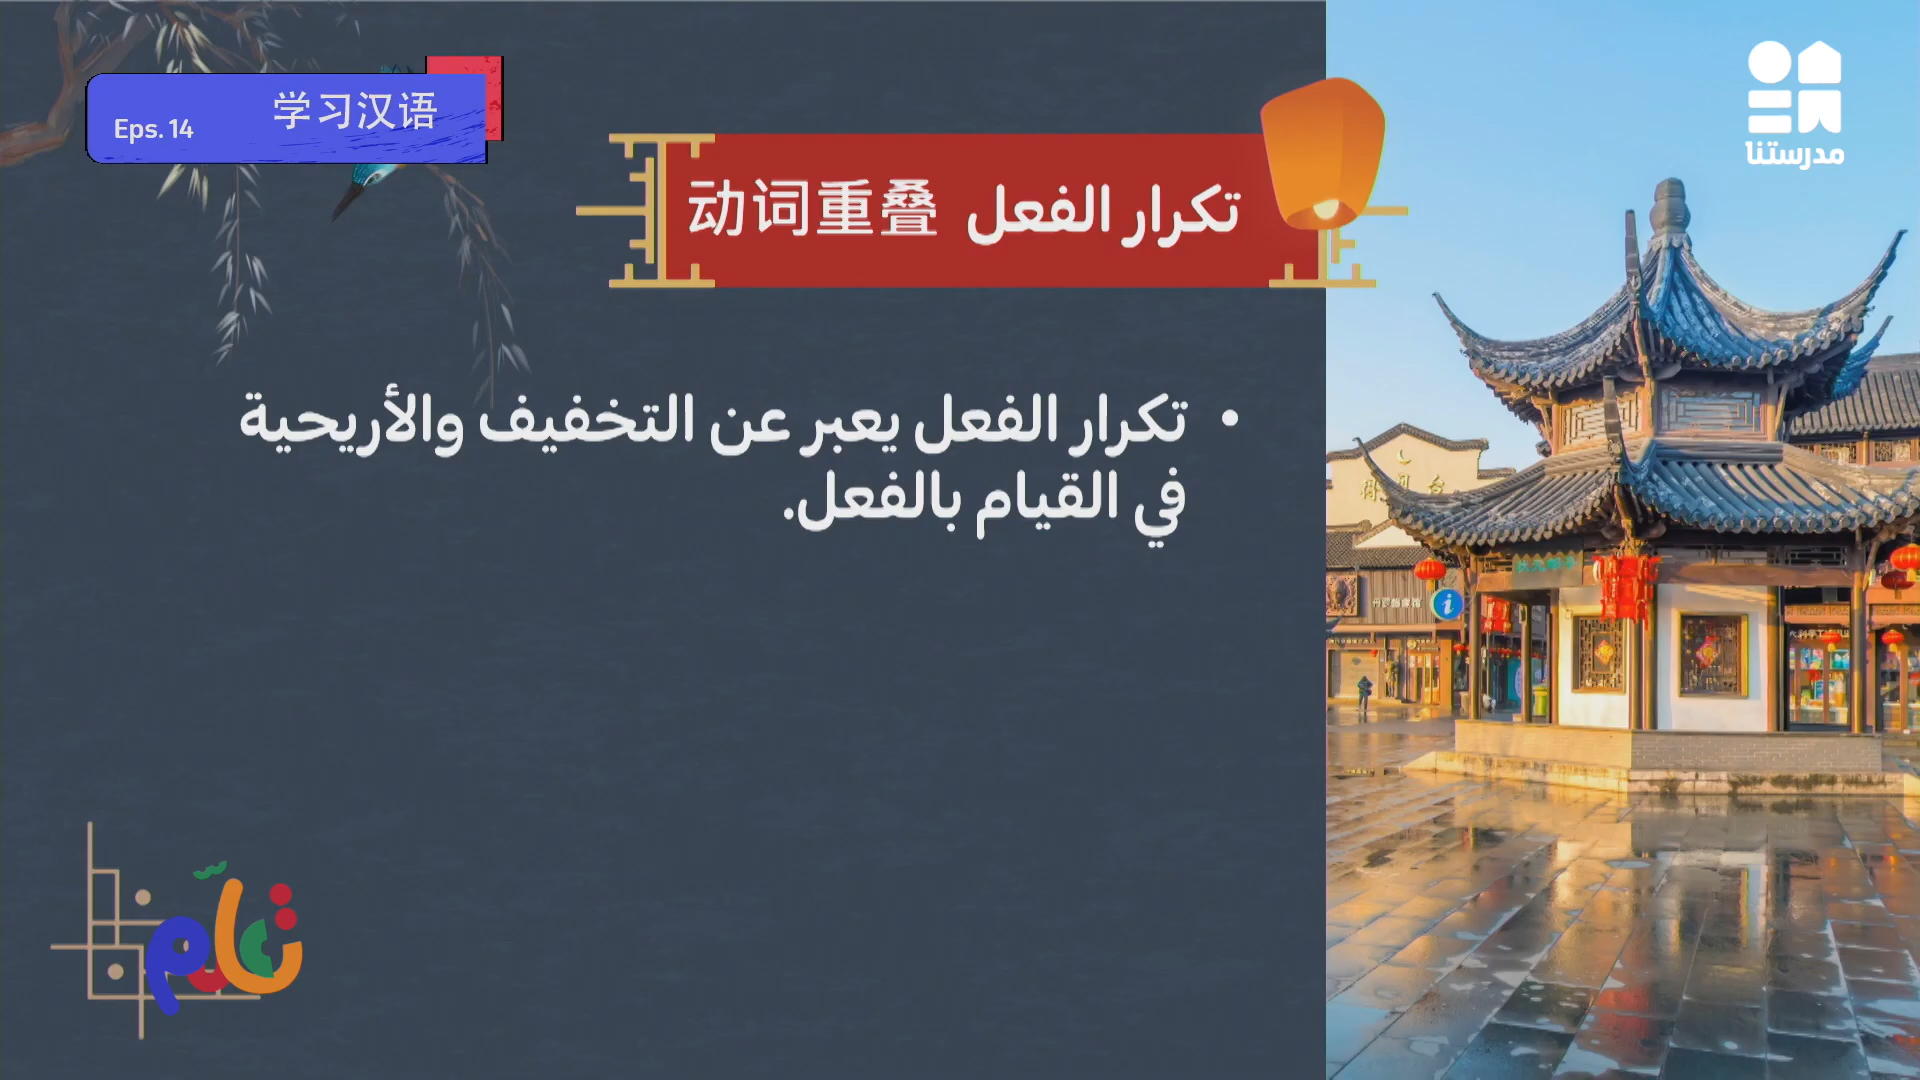 学习汉语
Eps. 14
مدرستنا
تكرار الفعل 动词重叠
• تكرار الفعل يعبر عن التخفيف والأريحية
في القيام بالفعل.